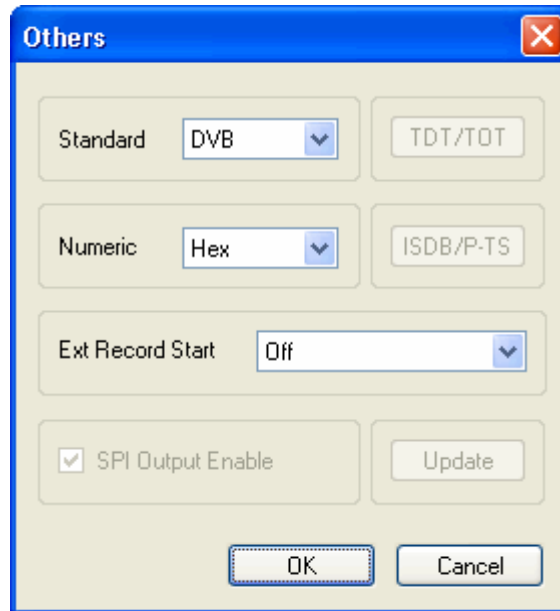 Others
Standard DVB TDT/TOT
Numeric Hex ISDB/P-TS
Ext Record Start Off
SPI Output Enable Update
OK Cancel